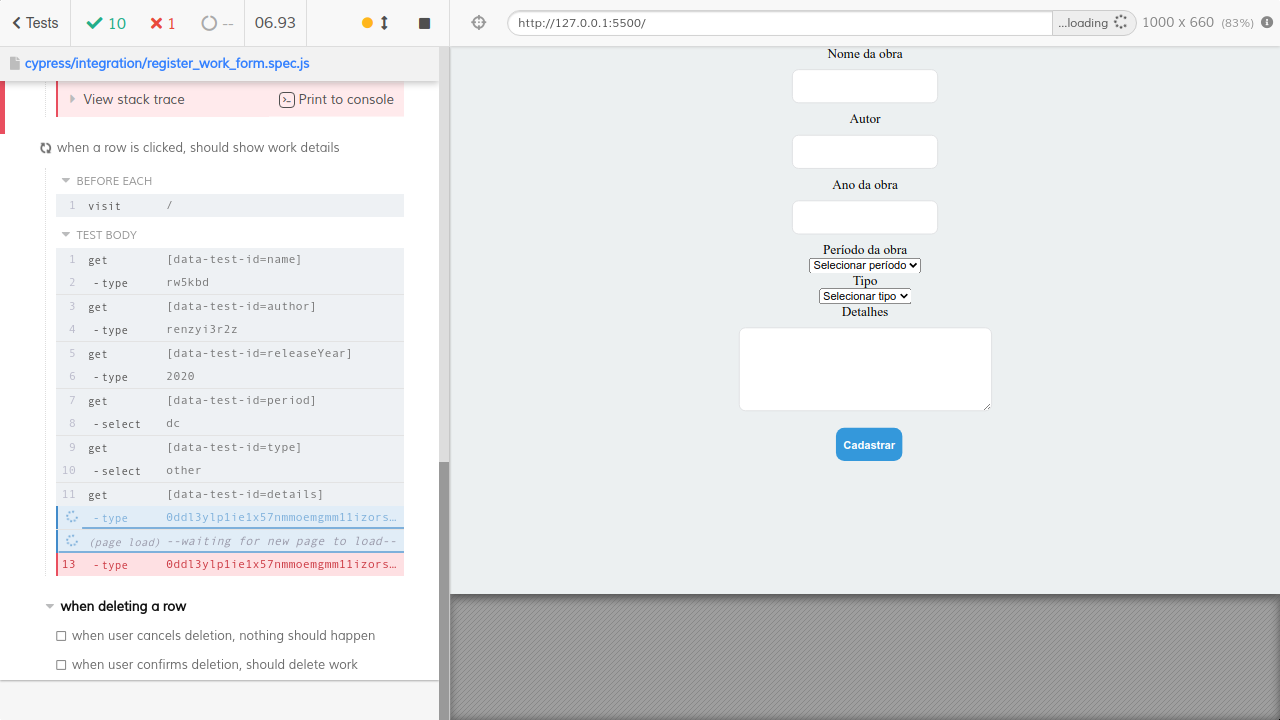 Tests 10 1 -- 06.93
cypress/integration/register_work_form.spec.js
View stack trace Print to console
when a row is clicked, should show work details
BEFORE EACH
1 visit /
TEST BODY
1 get [data-test-id=name]
2 -type rw5kbd
3 get [data-test-id=author]
4 -type renzyi3r2z
5 get [data-test-id=releaseYear]
6 -type 2020
7 get [data-test-id=period]
8 -select dc
9 get [data-test-id=type]
10 -select other
11 get [data-test-id=details]
-type 0ddl3ylp1ie1x57nmmoemgmm11izors…
(page load) --waiting for new page to load--
13 -type 0ddl3ylp1ie1x57nmmoemgmm11izors…
when deleting a row
when user cancels deletion, nothing should happen
when user confirms deletion, should delete work
http://127.0.0.1:5500/ ...loading 1000 x 660 (83%)
Nome da obra
Autor
Ano da obra
Período da obra
Selecionar período
Tipo
Selecionar tipo
Detalhes
Cadastrar